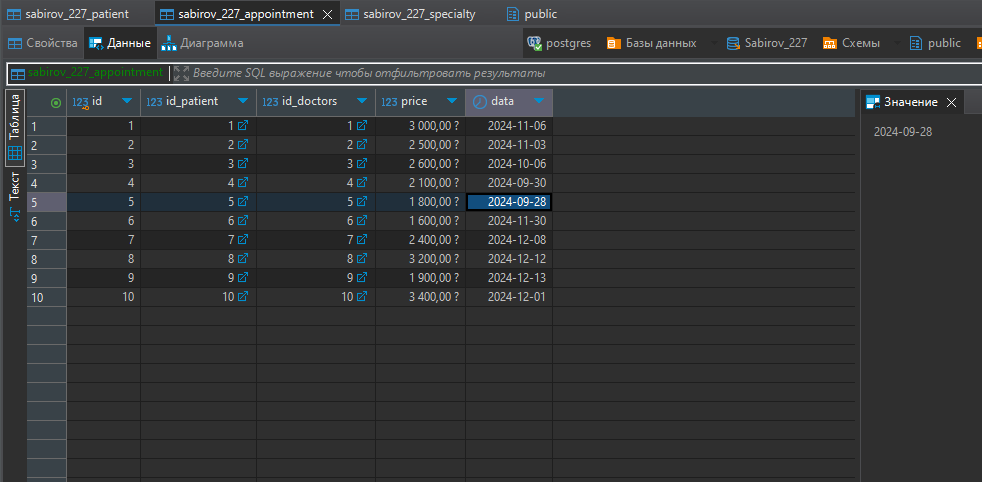 sabirov_227_patient sabirov_227_appointment sabirov_227_specialty public
Свойства Данные Диаграмма postgres Базы данных Sabirov_227 Схемы public
sabirov_227_appointment Введите SQL выражение чтобы отфильтровать результаты
Таблица
Текст
123 id 123 id_patient 123 id_doctors 123 price data
1 1 1 1 3 000,00 ? 2024-11-06
2 2 2 2 2 500,00 ? 2024-11-03
3 3 3 3 2 600,00 ? 2024-10-06
4 4 4 4 2 100,00 ? 2024-09-30
5 5 5 5 1 800,00 ? 2024-09-28
6 6 6 6 1 600,00 ? 2024-11-30
7 7 7 7 2 400,00 ? 2024-12-08
8 8 8 8 3 200,00 ? 2024-12-12
9 9 9 9 1 900,00 ? 2024-12-13
10 10 10 10 3 400,00 ? 2024-12-01
Значение
2024-09-28